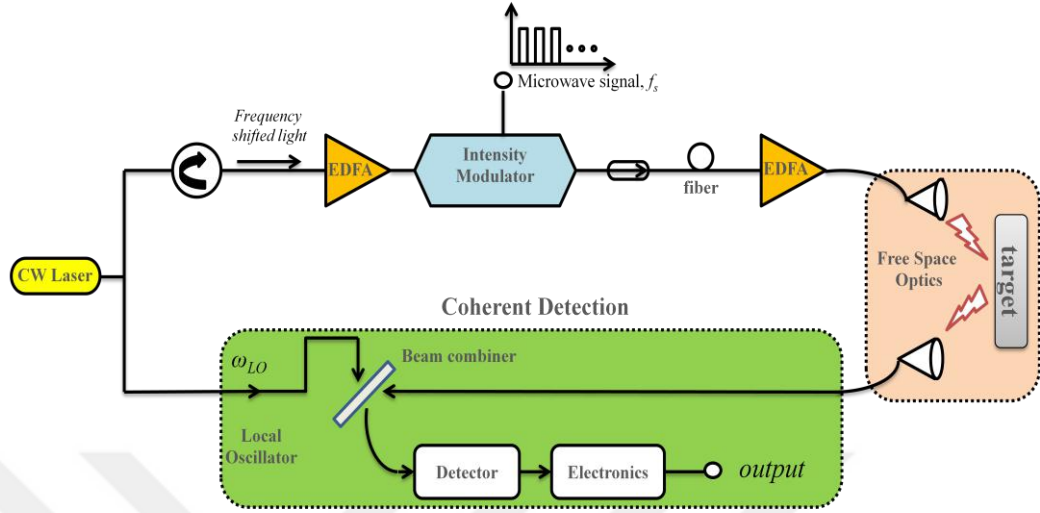 Microwave signal, fs
Frequency
shifted light
EDFA
Intensity
Modulator
fiber
EDFA
CW Laser
Free Space
Optics
target
Coherent Detection
ωLO
Beam combiner
Local
Oscillator
Detector
Electronics
output